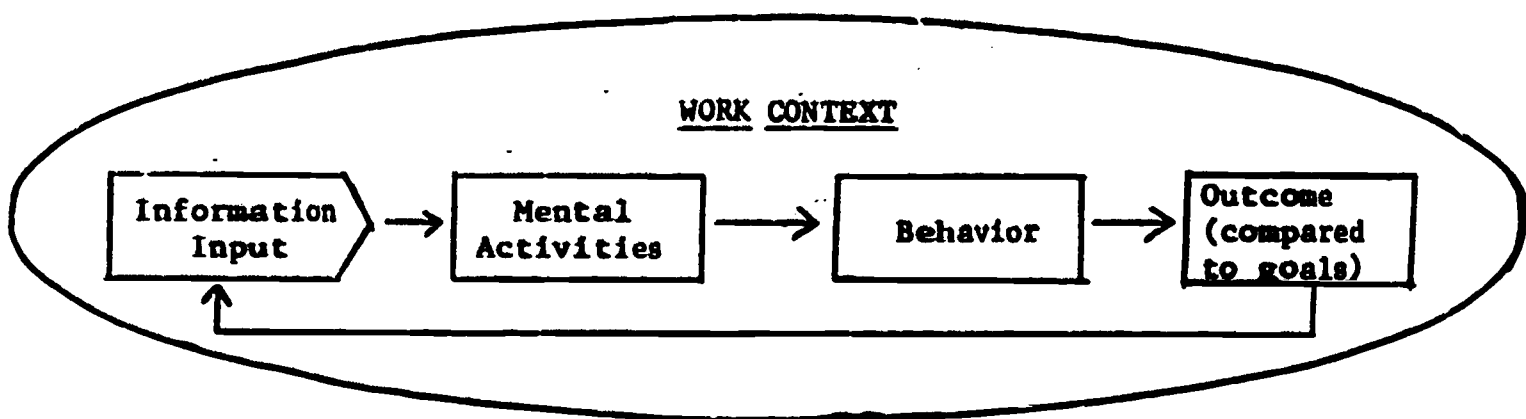 WORK CONTEXT
Information
Input
Mental
Activities
Behavior
Outcome
(compared
to goals)